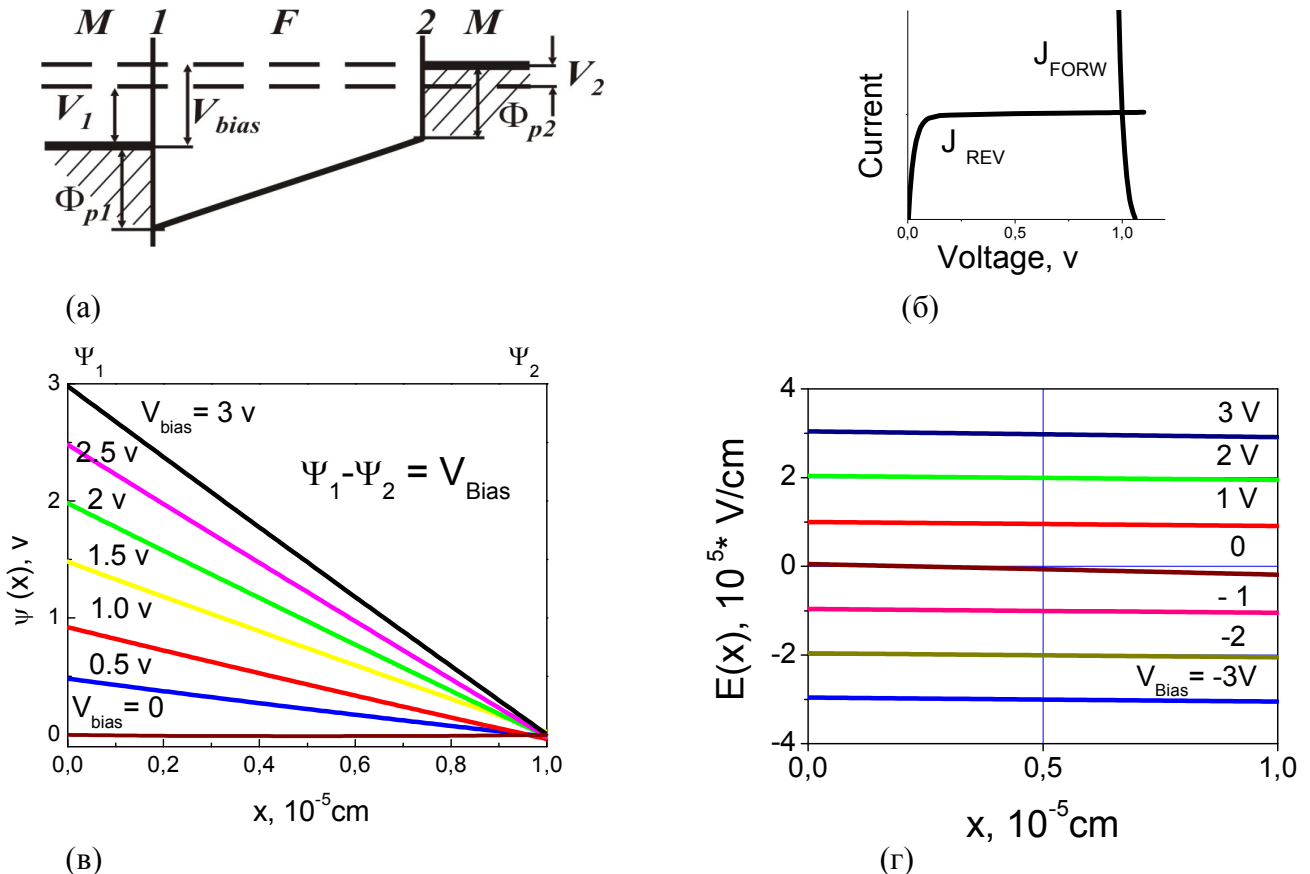 M 1 F 2 M
V1 Vbias V2
Φp1 Φp2
(а)
Current
JFORW
J REV
0,0 0,5 1,0
Voltage, v
(б)
Ψ1 Ψ2
3
2
1
0
ψ (x), v
Vbias = 3 v
2.5 v
2 v
1.5 v
1.0 v
0.5 v
Vbias = 0
Ψ1-Ψ2 = VBias
0,0 0,2 0,4 0,6 0,8 1,0
x, 10-5cm
(в)
4
2
0
-2
-4
E(x), 10 5* V/cm
3 V
2 V
1 V
0
- 1
-2
VBias = -3V
0,0 0,5 1,0
x, 10-5cm
(г)